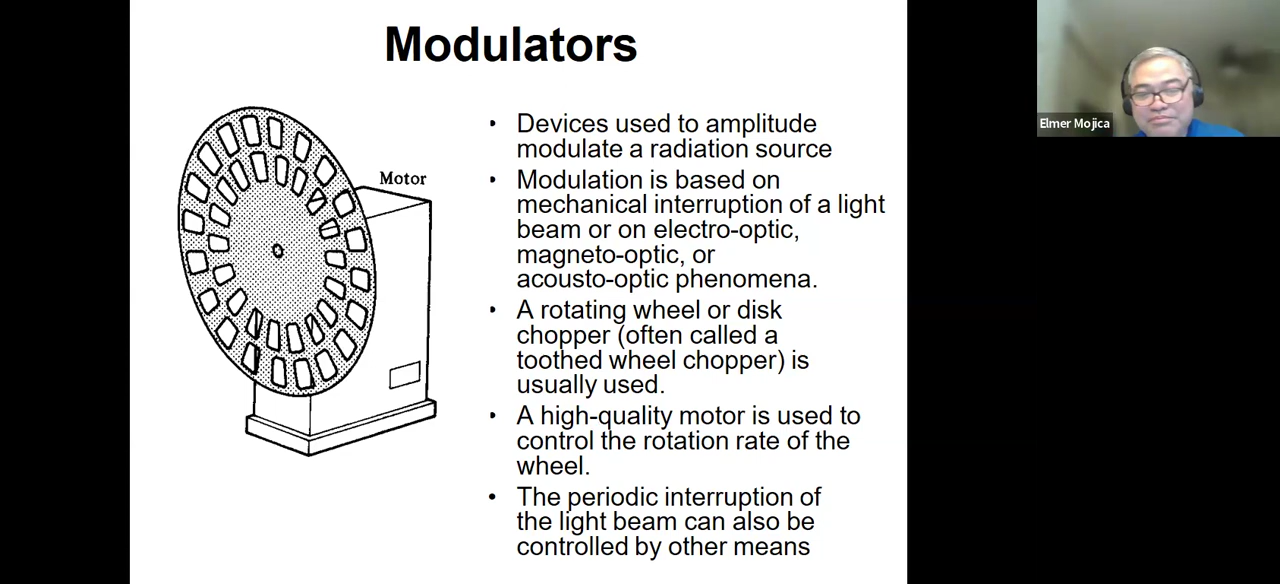 Modulators
Motor
• Devices used to amplitude
modulate a radiation source
• Modulation is based on
mechanical interruption of a light
beam or on electro-optic,
magneto-optic, or
acousto-optic phenomena.
• A rotating wheel or disk
chopper (often called a
toothed wheel chopper) is
usually used.
• A high-quality motor is used to
control the rotation rate of the
wheel.
• The periodic interruption of
the light beam can also be
controlled by other means
Elmer Mojica